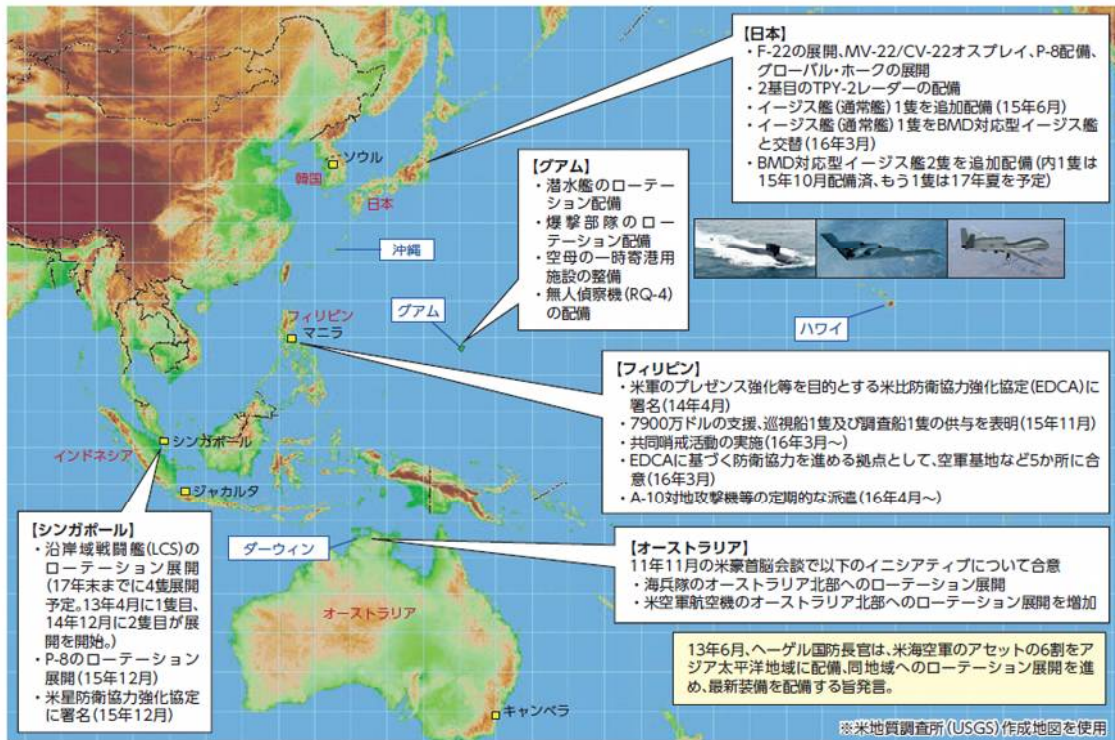 【日本】
・F-22の展開、MV-22/CV-22オスプレイ、P-8配備、
グローバル・ホークの展開
・2基目のTPY-2レーダーの配備
・イージス艦(通常艦)1隻を追加配備(15年6月)
・イージス艦(通常艦)1隻をBMD対応型イージス艦
と交替(16年3月)
・BMD対応型イージス艦2隻を追加配備(内1隻は
15年10月配備済、もう1隻は17年夏を予定)
ソウル
韓国
日本
沖縄
【グアム】
・潜水艦のローテー
ション配備
・爆撃部隊のロー
テーション配備
・空母の一時寄港用
施設の整備
・無人偵察機(RQ-4)
の配備
グアム
ハワイ
フィリピン
マニラ
【フィリピン】
・米軍のプレゼンス強化等を目的とする米比防衛協力強化協定(EDCA)に
署名(14年4月)
・7900万ドルの支援、巡視船1隻及び調査船1隻の供与を表明(15年11月)
・共同哨戒活動の実施(16年3月~)
・EDCAに基づく防衛協力を進める拠点として、空軍基地など5か所に合
意(16年3月)
・A-10対地攻撃機等の定期的な派遣(16年4月~)
シンガポール
インドネシア
ジャカルタ
【シンガポール】
・沿岸域戦闘艦(LCS)の
ローテーション展開
(17年末までに4隻展開
予定。13年4月に1隻目、
14年12月に2隻目が展
開を開始。)
・P-8のローテーション
展開(15年12月)
・米星防衛協力強化協定
に署名(15年12月)
ダーウィン
オーストラリア
キャンベラ
【オーストラリア】
11年11月の米豪首脳会談で以下のイニシアティブについて合意
・海兵隊のオーストラリア北部へのローテーション展開
・米空軍航空機のオーストラリア北部へのローテーション展開を増加
13年6月、ヘーゲル国防長官は、米海空軍のアセットの6割をア
ジア太平洋地域に配備、同地域へのローテーション展開を進
め、最新装備を配備する旨発言。
※米地質調査所(USGS)作成地図を使用